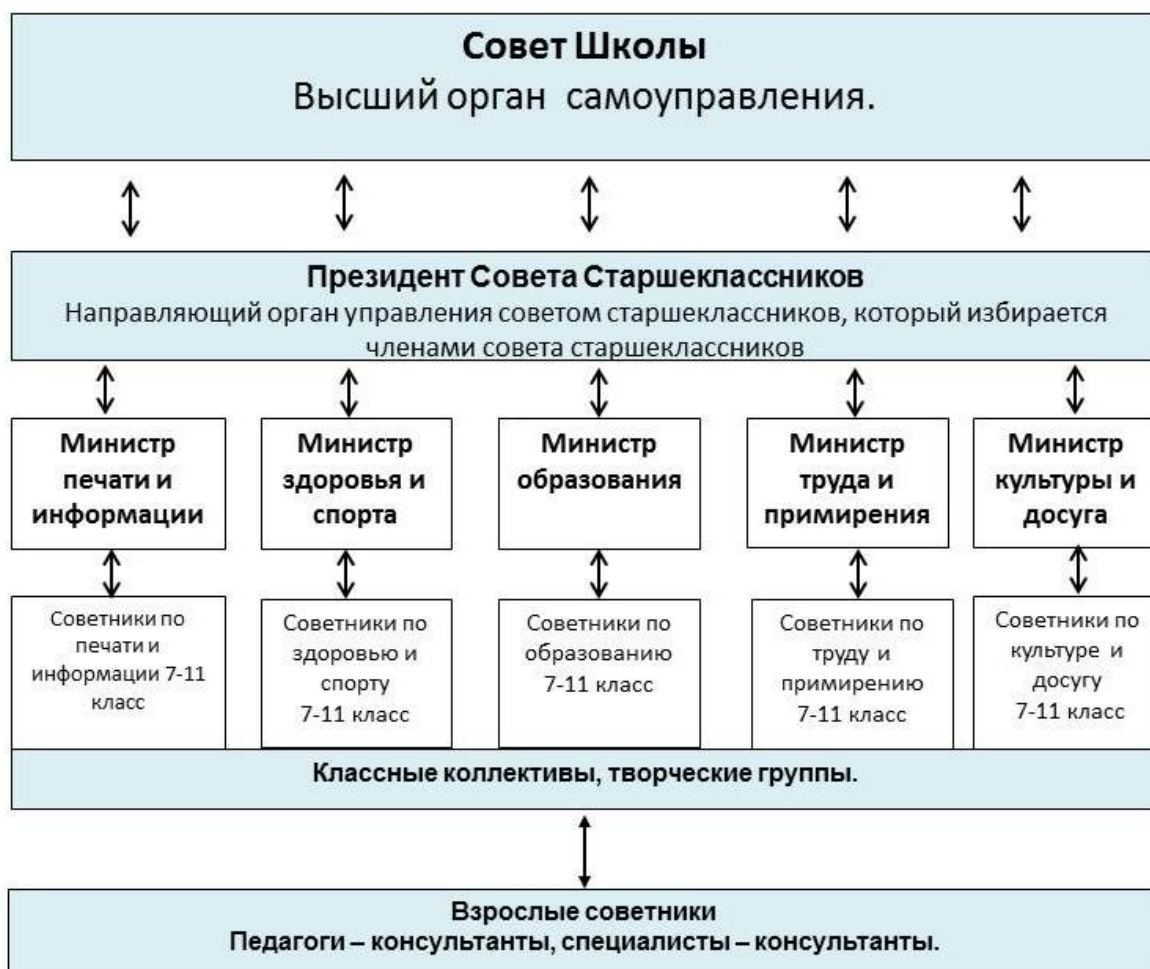 Совет Школы
Высший орган самоуправления.
Президент Совета Старшеклассников
Направляющий орган управления советом старшеклассников, который избирается
членами совета старшеклассников
Министр
печати и
информации
Министр
здоровья и
спорта
Министр
образования
Министр
труда и
примирения
Министр
культуры и
досуга
Советники по
печати и
информации 7-11
класс
Советники по
здоровью и
спорту
7-11 класс
Советники по
образованию
7-11 класс
Советники по
труду и
примирению
7-11 класс
Советники по
культуре и
досугу
7-11 класс
Классные коллективы, творческие группы.
Взрослые советники
Педагоги – консультанты, специалисты – консультанты.